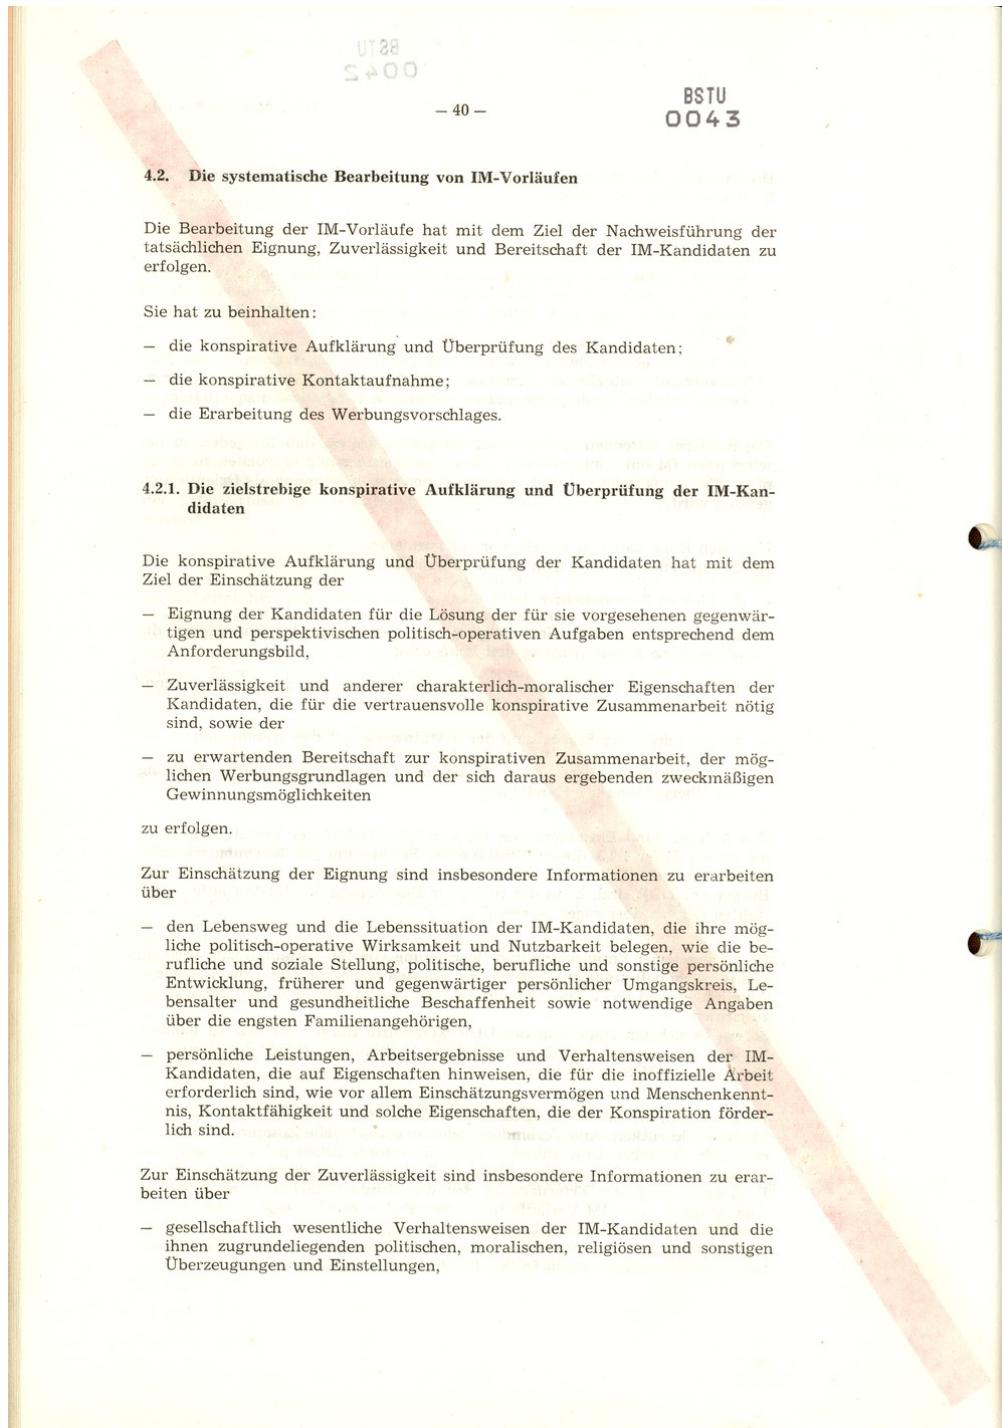 BSTU
0042
BSTU
— 40 —
0043
4.2. Die systematische Bearbeitung von IM-Vorläufen
Die Bearbeitung der IM-Vorläufe hat mit dem Ziel der Nachweisführung der
tatsächlichen Eignung, Zuverlässigkeit und Bereitschaft der IM-Kandidaten zu
erfolgen.
Sie hat zu beinhalten:
— die konspirative Aufklärung und Überprüfung des Kandidaten;
— die konspirative Kontaktaufnahme;
— die Erarbeitung des Werbungsvorschlages.
4.2.1. Die zielstrebige konspirative Aufklärung und Überprüfung der IM-Kan-
didaten
Die konspirative Aufklärung und Überprüfung der Kandidaten hat mit dem
Ziel der Einschätzung der
— Eignung der Kandidaten für die Lösung der für sie vorgesehenen gegenwär-
tigen und perspektivischen politisch-operativen Aufgaben entsprechend dem
Anforderungsbild,
— Zuverlässigkeit und anderer charakterlich-moralischer Eigenschaften der
Kandidaten, die für die vertrauensvolle konspirative Zusammenarbeit nötig
sind, sowie der
— zu erwartenden Bereitschaft zur konspirativen Zusammenarbeit, der mög-
lichen Werbungsgrundlagen und der sich daraus ergebenden zweckmäßigen
Gewinnungsmöglichkeiten
zu erfolgen.
Zur Einschätzung der Eignung sind insbesondere Informationen zu erarbeiten
über
— den Lebensweg und die Lebenssituation der IM-Kandidaten, die ihre mög-
liche politisch-operative Wirksamkeit und Nutzbarkeit belegen, wie die be-
rufliche und soziale Stellung, politische, berufliche und sonstige persönliche
Entwicklung, früherer und gegenwärtiger persönlicher Umgangskreis, Le-
bensalter und gesundheitliche Beschaffenheit sowie notwendige Angaben
über die engsten Familienangehörigen,
— persönliche Leistungen, Arbeitsergebnisse und Verhaltensweisen der IM-
Kandidaten, die auf Eigenschaften hinweisen, die für die inoffizielle Arbeit
erforderlich sind, wie vor allem Einschätzungsvermögen und Menschenkennt-
nis, Kontaktfähigkeit und solche Eigenschaften, die der Konspiration förder-
lich sind.
Zur Einschätzung der Zuverlässigkeit sind insbesondere Informationen zu erar-
beiten über
— gesellschaftlich wesentliche Verhaltensweisen der IM-Kandidaten und die
ihnen zugrundeliegenden politischen, moralischen, religiösen und sonstigen
Überzeugungen und Einstellungen,